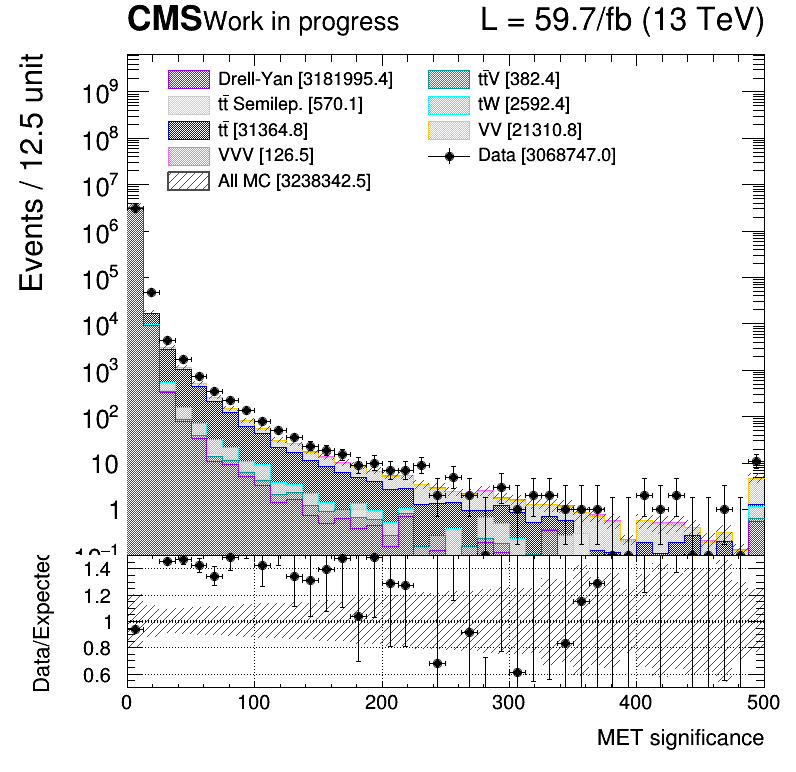 CMS Work in progress L = 59.7/fb (13 TeV)
Events / 12.5 unit
Drell-Yan [3181995.4]
tt̄ Semilep. [570.1]
tt̄ [31364.8]
VVV [126.5]
All MC [3238342.5]
tt̄V [382.4]
tW [2592.4]
VV [21310.8]
Data [3068747.0]
10⁹
10⁸
10⁷
10⁶
10⁵
10⁴
10³
10²
10
1
10⁻¹
Data/Expected
1.4
1.2
1
0.8
0.6
0 100 200 300 400 500
MET significance